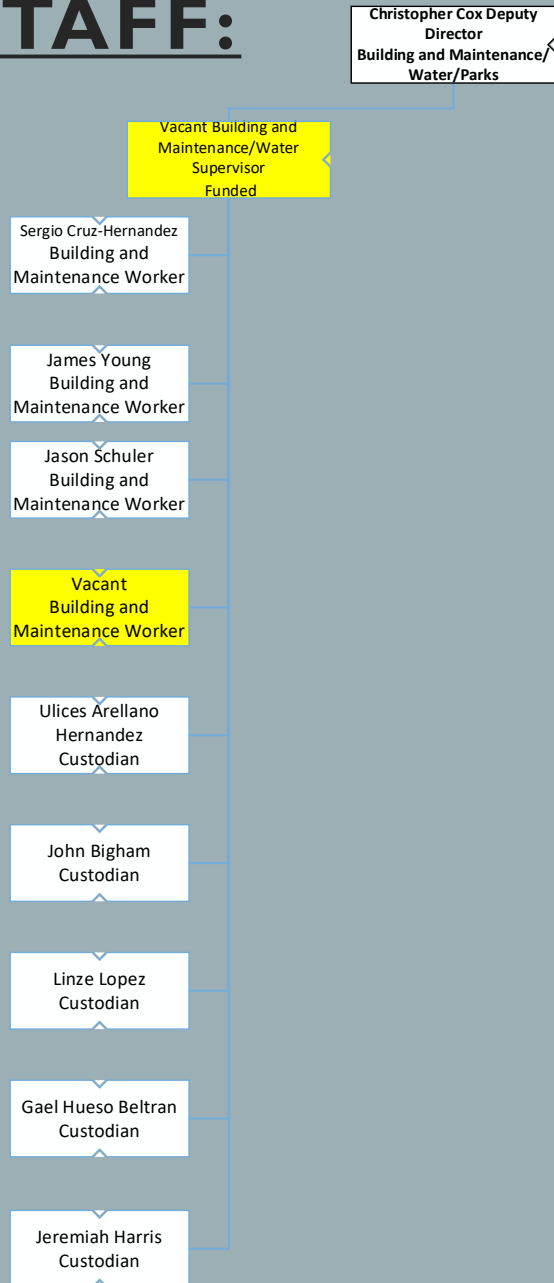 TAFF:
Christopher Cox Deputy
Director
Building and Maintenance/
Water/Parks
Vacant Building and
Maintenance/Water
Supervisor
Funded
Sergio Cruz-Hernandez
Building and
Maintenance Worker
James Young
Building and
Maintenance Worker
Jason Schuler
Building and
Maintenance Worker
Vacant
Building and
Maintenance Worker
Ulices Arellano
Hernandez
Custodian
John Bigham
Custodian
Linze Lopez
Custodian
Gael Hueso Beltran
Custodian
Jeremiah Harris
Custodian